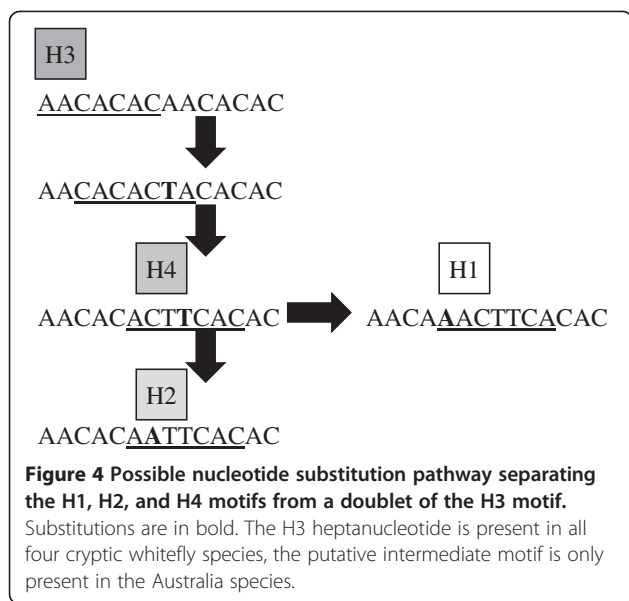 H3
AACACACAACACAC
AACACACTACACAC
H4
H1
AACACACTTCACAC
AACAAACTTCACAC
H2
AACACAATTCACAC
Figure 4 Possible nucleotide substitution pathway separating
the H1, H2, and H4 motifs from a doublet of the H3 motif.
Substitutions are in bold. The H3 heptanucleotide is present in all
four cryptic whitefly species, the putative intermediate motif is only
present in the Australia species.